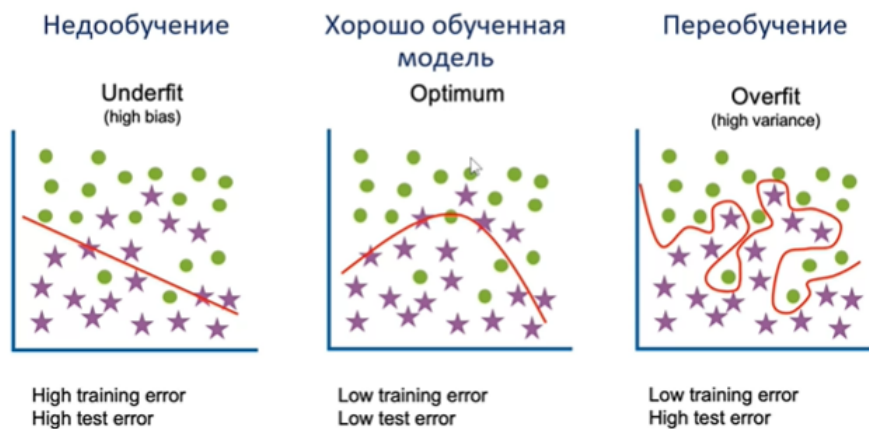 Недообучение
Underfit
(high bias)
High training error
High test error
Хорошо обученная
модель
Optimum
Low training error
Low test error
Переобучение
Overfit
(high variance)
Low training error
High test error